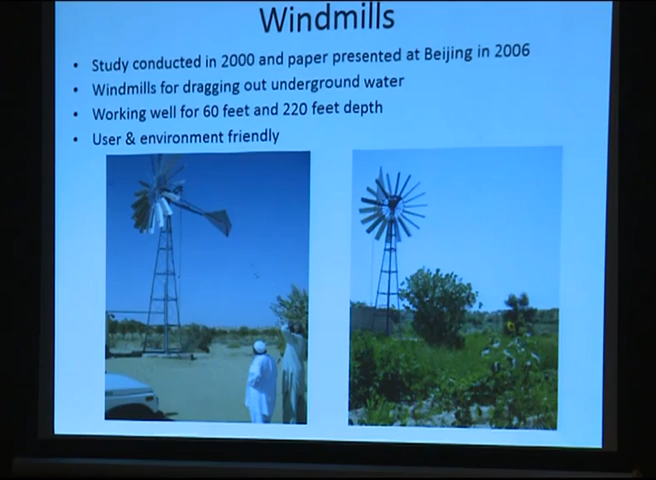 Windmills
• Study conducted in 2000 and paper presented at Beijing in 2006
• Windmills for dragging out underground water
• Working well for 60 feet and 220 feet depth
• User & environment friendly